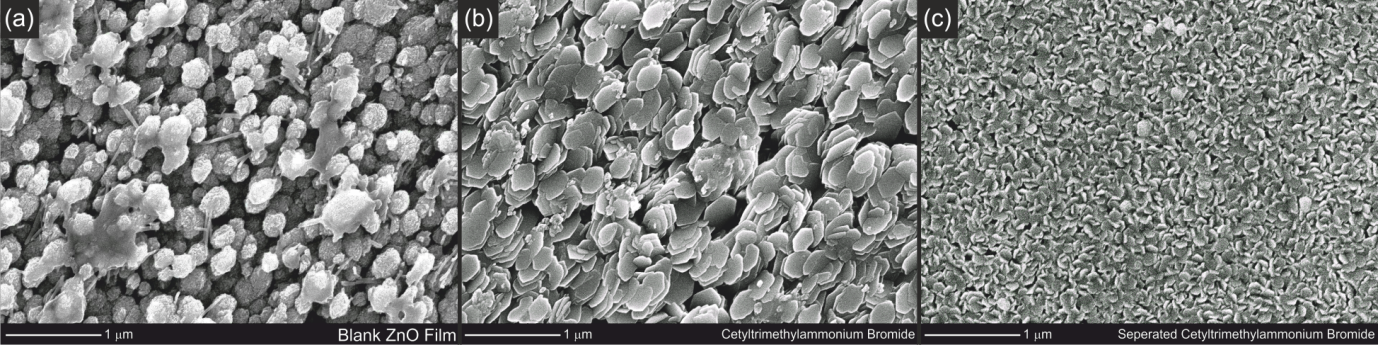 (a)
(b)
(c)
1 µm
Blank ZnO Film
1 µm
Cetyltrimethylammonium Bromide
1 µm
Seperated Cetyltrimethylammonium Bromide